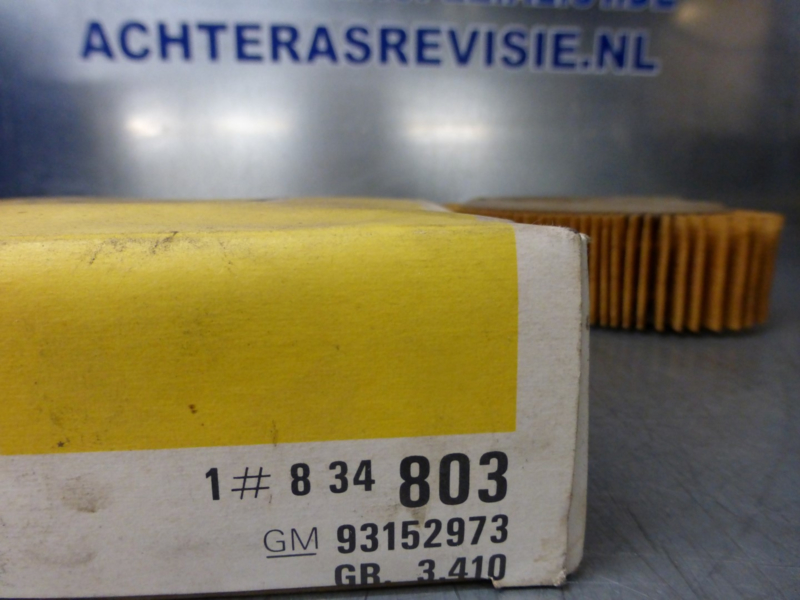 ACHTERASREVISIE.NL
1# 8 34 803
GM 93152973
GR. 3.410